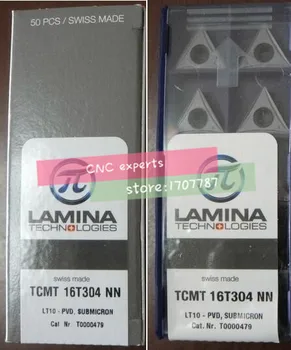 50 PCS / SWISS MADE
CNC experts
store:1707787
LAMINA
TECHNOLOGIES
swiss made
TCMT 16T304 NN
LT10 - PVD, SUBMICRON
Cat. Nr. T0000479
LAMINA
TECHNOLOGIES
swiss made
TCMT 16T304 NN
LT10 - PVD, SUBMICRON
Cat. Nr. T0000479